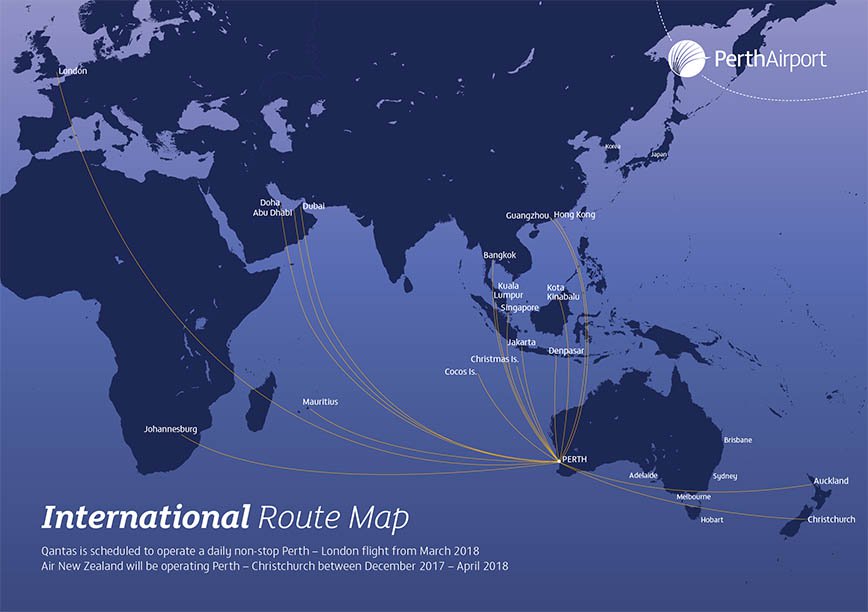 PerthAirport
London
Korea
Japan
Doha
Abu Dhabi
Dubai
Guangzhou
Hong Kong
Bangkok
Kuala
Lumpur
Kota
Kinabalu
Singapore
Jakarta
Denpasar
Christmas Is.
Cocos Is.
Mauritius
Johannesburg
Brisbane
PERTH
Adelaide
Sydney
Auckland
Melbourne
Hobart
Christchurch
International Route Map
Qantas is scheduled to operate a daily non-stop Perth – London flight from March 2018
Air New Zealand will be operating Perth – Christchurch between December 2017 – April 2018